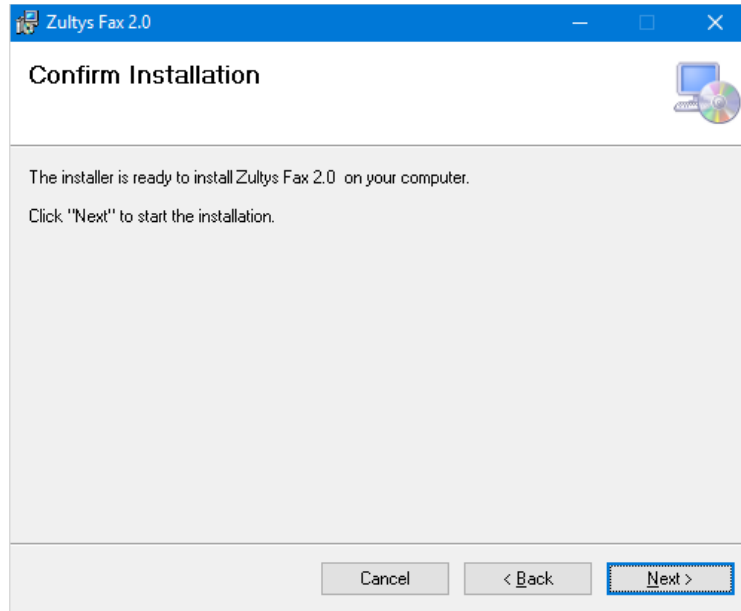 Zultys Fax 2.0
Confirm Installation
The installer is ready to install Zultys Fax 2.0  on your computer.
Click "Next" to start the installation.
Cancel
< Back
Next >